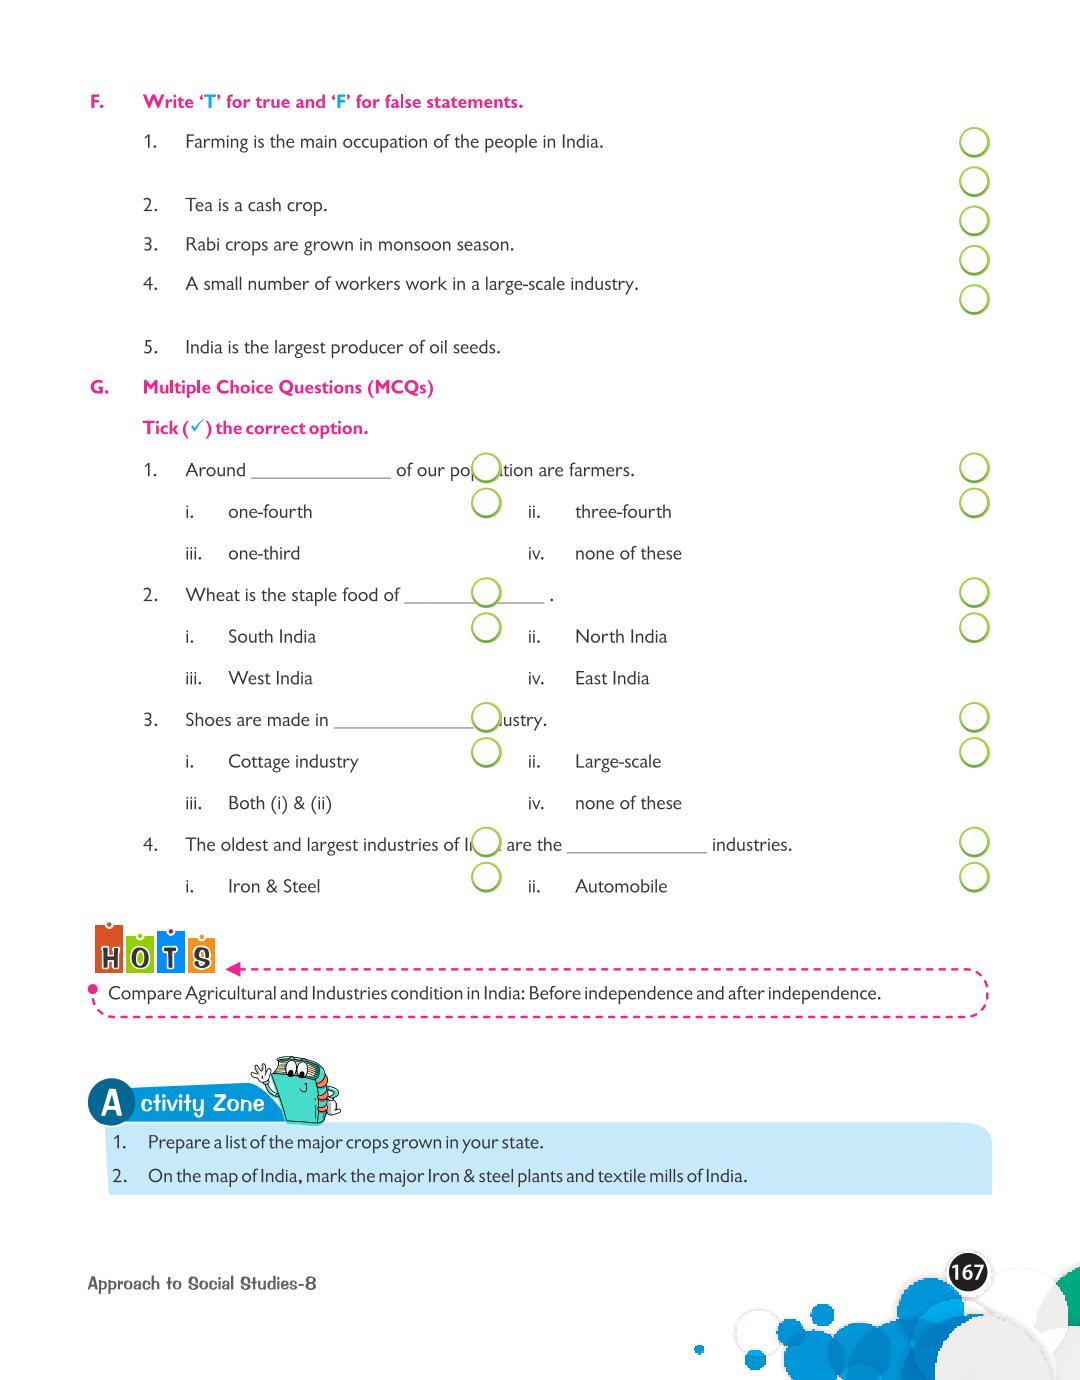 F. Write ‘T’ for true and ‘F’ for false statements.
1. Farming is the main occupation of the people in India.
2. Tea is a cash crop.
3. Rabi crops are grown in monsoon season.
4. A small number of workers work in a large-scale industry.
5. India is the largest producer of oil seeds.
G. Multiple Choice Questions (MCQs)
Tick (✓) the correct option.
1. Around ______________ of our po tion are farmers.
i. one-fourth ii. three-fourth
iii. one-third iv. none of these
2. Wheat is the staple food of ______________ .
i. South India ii. North India
iii. West India iv. East India
3. Shoes are made in ______________ ustry.
i. Cottage industry ii. Large-scale
iii. Both (i) & (ii) iv. none of these
4. The oldest and largest industries of I are the ______________ industries.
i. Iron & Steel ii. Automobile
HOTS
Compare Agricultural and Industries condition in India: Before independence and after independence.
Activity Zone
1. Prepare a list of the major crops grown in your state.
2. On the map of India, mark the major Iron & steel plants and textile mills of India.
Approach to Social Studies-8
167